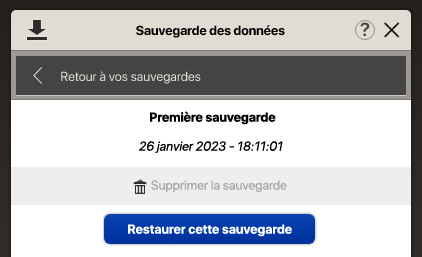 Sauvegarde des données
?
Retour à vos sauvegardes
Première sauvegarde
26 janvier 2023 - 18:11:01
Supprimer la sauvegarde
Restaurer cette sauvegarde